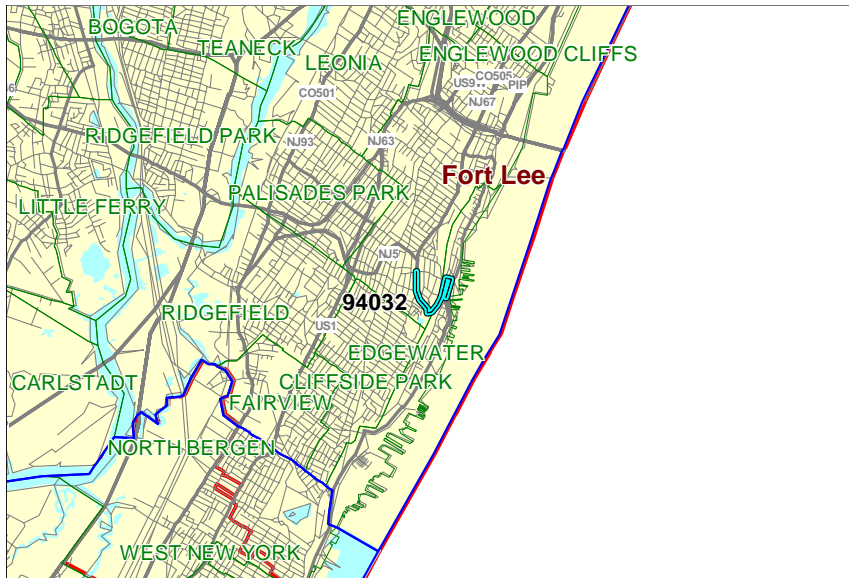 ENGLEWOOD
BOGOTA
TEANECK
ENGLEWOOD CLIFFS
LEONIA
CO505
US9W
PIP
CO501
NJ67
RIDGEFIELD PARK
NJ93
NJ63
Fort Lee
PALISADES PARK
LITTLE FERRY
NJ5
94032
RIDGEFIELD
US1
EDGEWATER
CARLSTADT
CLIFFSIDE PARK
FAIRVIEW
NORTH BERGEN
WEST NEW YORK